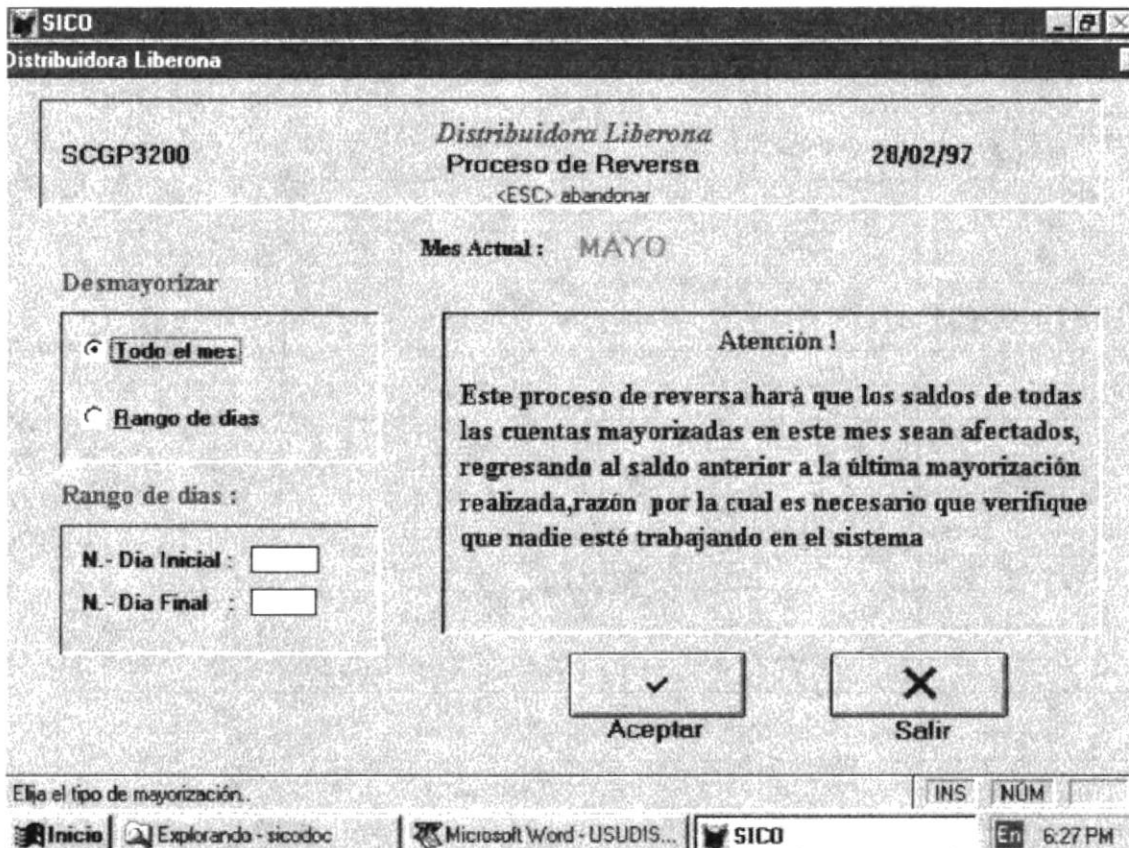 SICO
Distribuidora Liberona
SCGP3200
Distribuidora Liberona
Proceso de Reversa
<ESC> abandonar
28/02/97
Mes Actual : MAYO
Desmayorizar
Todo el mes
Rango de dias
Rango de dias :
N.- Dia Inicial :
N.- Dia Final :
Atención !
Este proceso de reversa hará que los saldos de todas
las cuentas mayorizadas en este mes sean afectados,
regresando al saldo anterior a la última mayorización
realizada,razón por la cual es necesario que verifique
que nadie esté trabajando en el sistema
Aceptar
Salir
Elija el tipo de mayorización..
INS NÚM
Inicio Explorando - sicodoc Microsoft Word - USUDIS... SICO En 6:27 PM